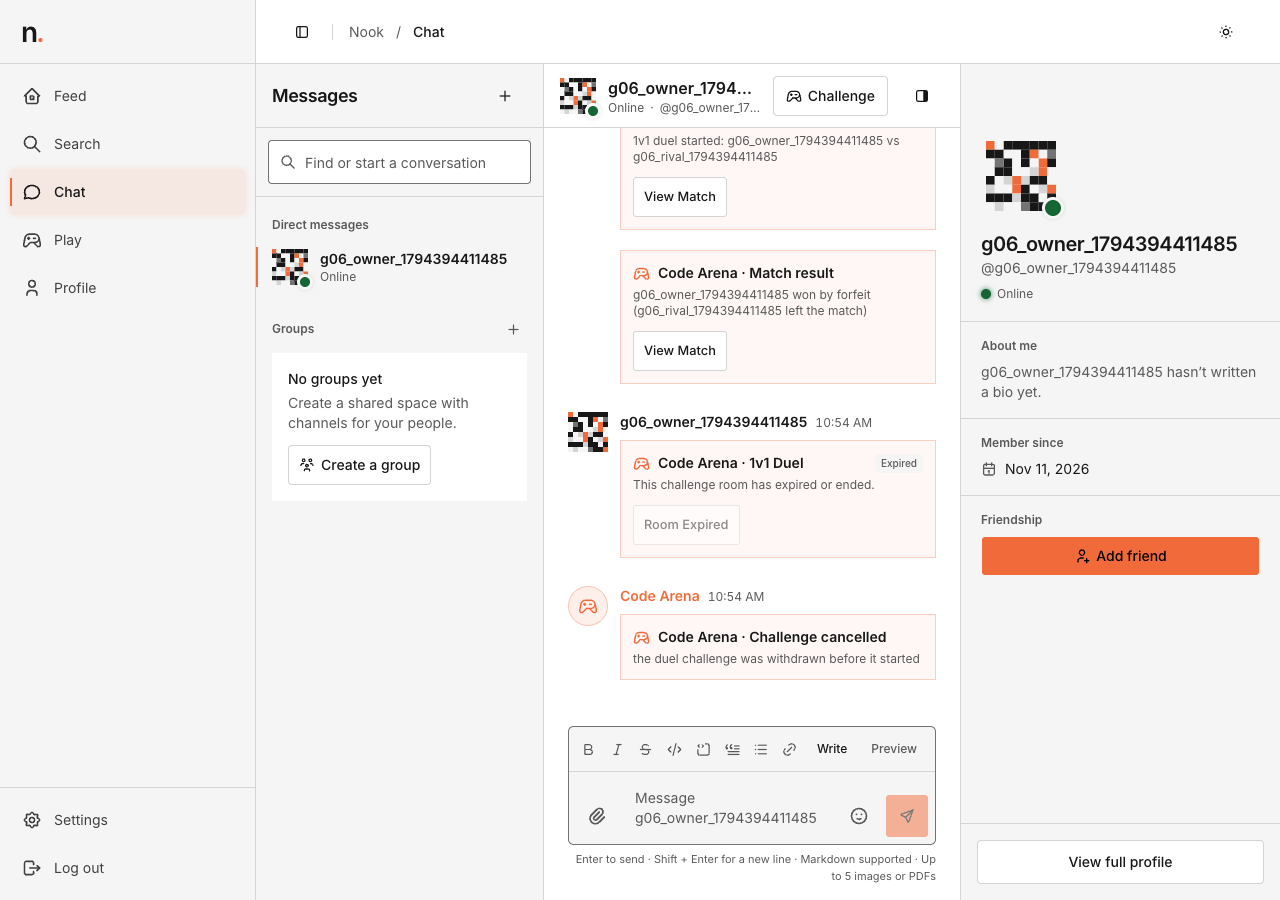 n.
Feed
Search
Chat
Play
Profile
Settings
Log out
Nook / Chat
Messages
Find or start a conversation
Direct messages
g06_owner_1794394411485
Online
Groups
No groups yet
Create a shared space with
channels for your people.
Create a group
g06_owner_1794…
Online · @g06_owner_17…
Challenge
1v1 duel started: g06_owner_1794394411485 vs
g06_rival_1794394411485
View Match
Code Arena · Match result
g06_owner_1794394411485 won by forfeit
(g06_rival_1794394411485 left the match)
View Match
g06_owner_1794394411485 10:54 AM
Code Arena · 1v1 Duel
Expired
This challenge room has expired or ended.
Room Expired
Code Arena 10:54 AM
Code Arena · Challenge cancelled
the duel challenge was withdrawn before it started
Write
Preview
Message
g06_owner_1794394411485
Enter to send · Shift + Enter for a new line · Markdown supported · Up
to 5 images or PDFs
g06_owner_1794394411485
@g06_owner_1794394411485
Online
About me
g06_owner_1794394411485 hasn’t written
a bio yet.
Member since
Nov 11, 2026
Friendship
Add friend
View full profile